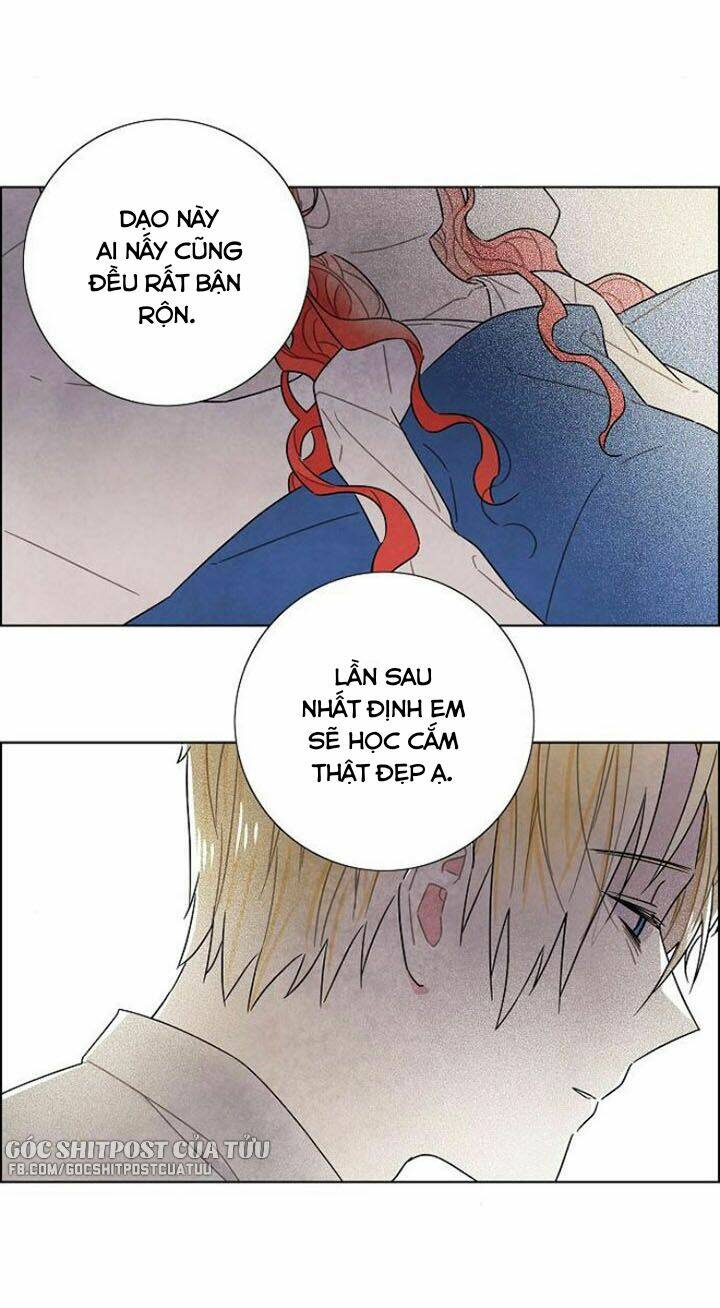 DẠO NÀY
AI NẤY CŨNG
ĐỀU RẤT BẬN
RỘN.
LẦN SAU
NHẤT ĐỊNH EM
SẼ HỌC CẮM
THẬT ĐẸP Ạ.
GÓC SHITPOST CỦA TỬU
FB.COM/GOCSHITPOSTCUATUU